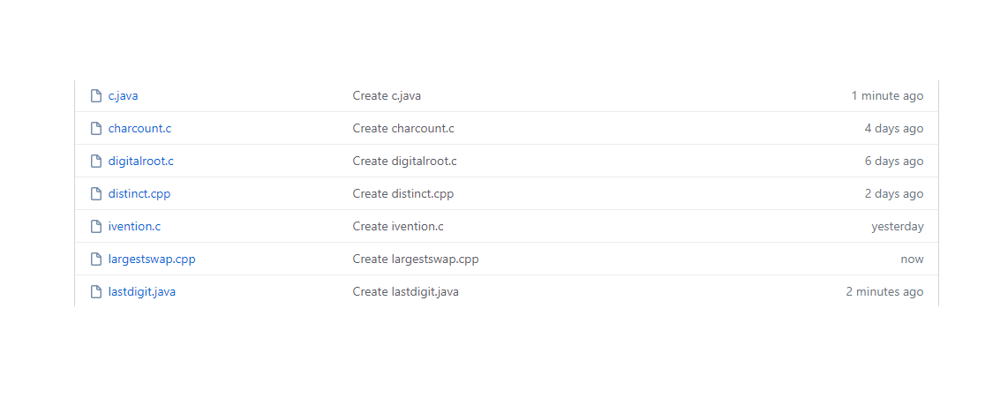 c.java Create c.java 1 minute ago
charcount.c Create charcount.c 4 days ago
digitalroot.c Create digitalroot.c 6 days ago
distinct.cpp Create distinct.cpp 2 days ago
ivention.c Create ivention.c yesterday
largestswap.cpp Create largestswap.cpp now
lastdigit.java Create lastdigit.java 2 minutes ago